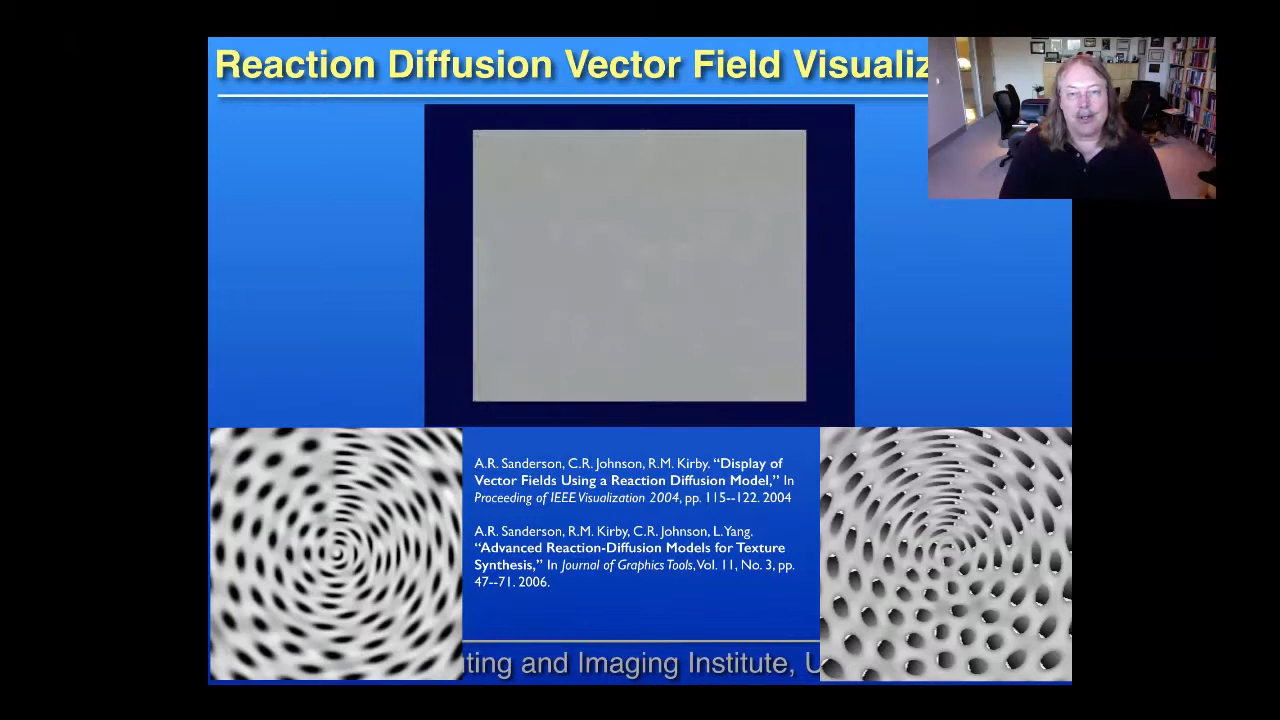 Reaction Diffusion Vector Field Visualiz
A.R. Sanderson, C.R. Johnson, R.M. Kirby. “Display of
Vector Fields Using a Reaction Diffusion Model,” In
Proceeding of IEEE Visualization 2004, pp. 115--122. 2004
A.R. Sanderson, R.M. Kirby, C.R. Johnson, L.Yang.
“Advanced Reaction-Diffusion Models for Texture
Synthesis,” In Journal of Graphics Tools, Vol. 11, No. 3, pp.
47--71. 2006.
ting and Imaging Institute, U